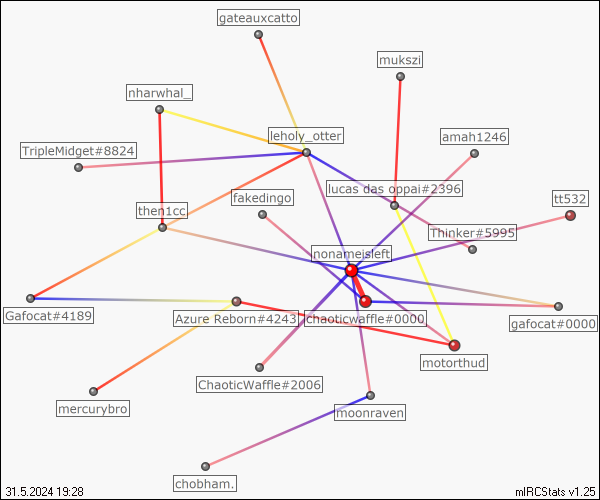 gateauxcatto
mukszi
nharwhal_
leholy_otter
amah1246
TripleMidget#8824
lucas das oppai#2396
fakedingo
tt532
then1cc
Thinker#5995
nonameisleft
Gafocat#4189
Azure Reborn#4243
chaoticwaffle#0000
gafocat#0000
motorthud
ChaoticWaffle#2006
mercurybro
moonraven
chobham.
31.5.2024 19:28
mIRCStats v1.25